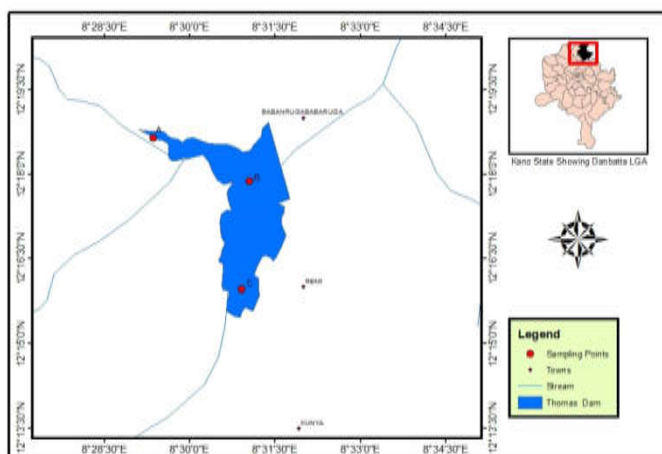 8°28'30"E 8°30'0"E 8°31'30"E 8°33'0"E 8°34'30"E
12°19'30"N
12°18'0"N
12°16'30"N
12°15'0"N
12°13'30"N
BABANRUGABABARUGA
A
B
KUNYA
12°19'30"N
12°18'0"N
12°16'30"N
12°15'0"N
12°13'30"N
8°28'30"E 8°30'0"E 8°31'30"E 8°33'0"E 8°34'30"E
Kano State Showing Danbatta LGA
Legend
Sampling Points
Towns
Stream
Thomas Dam